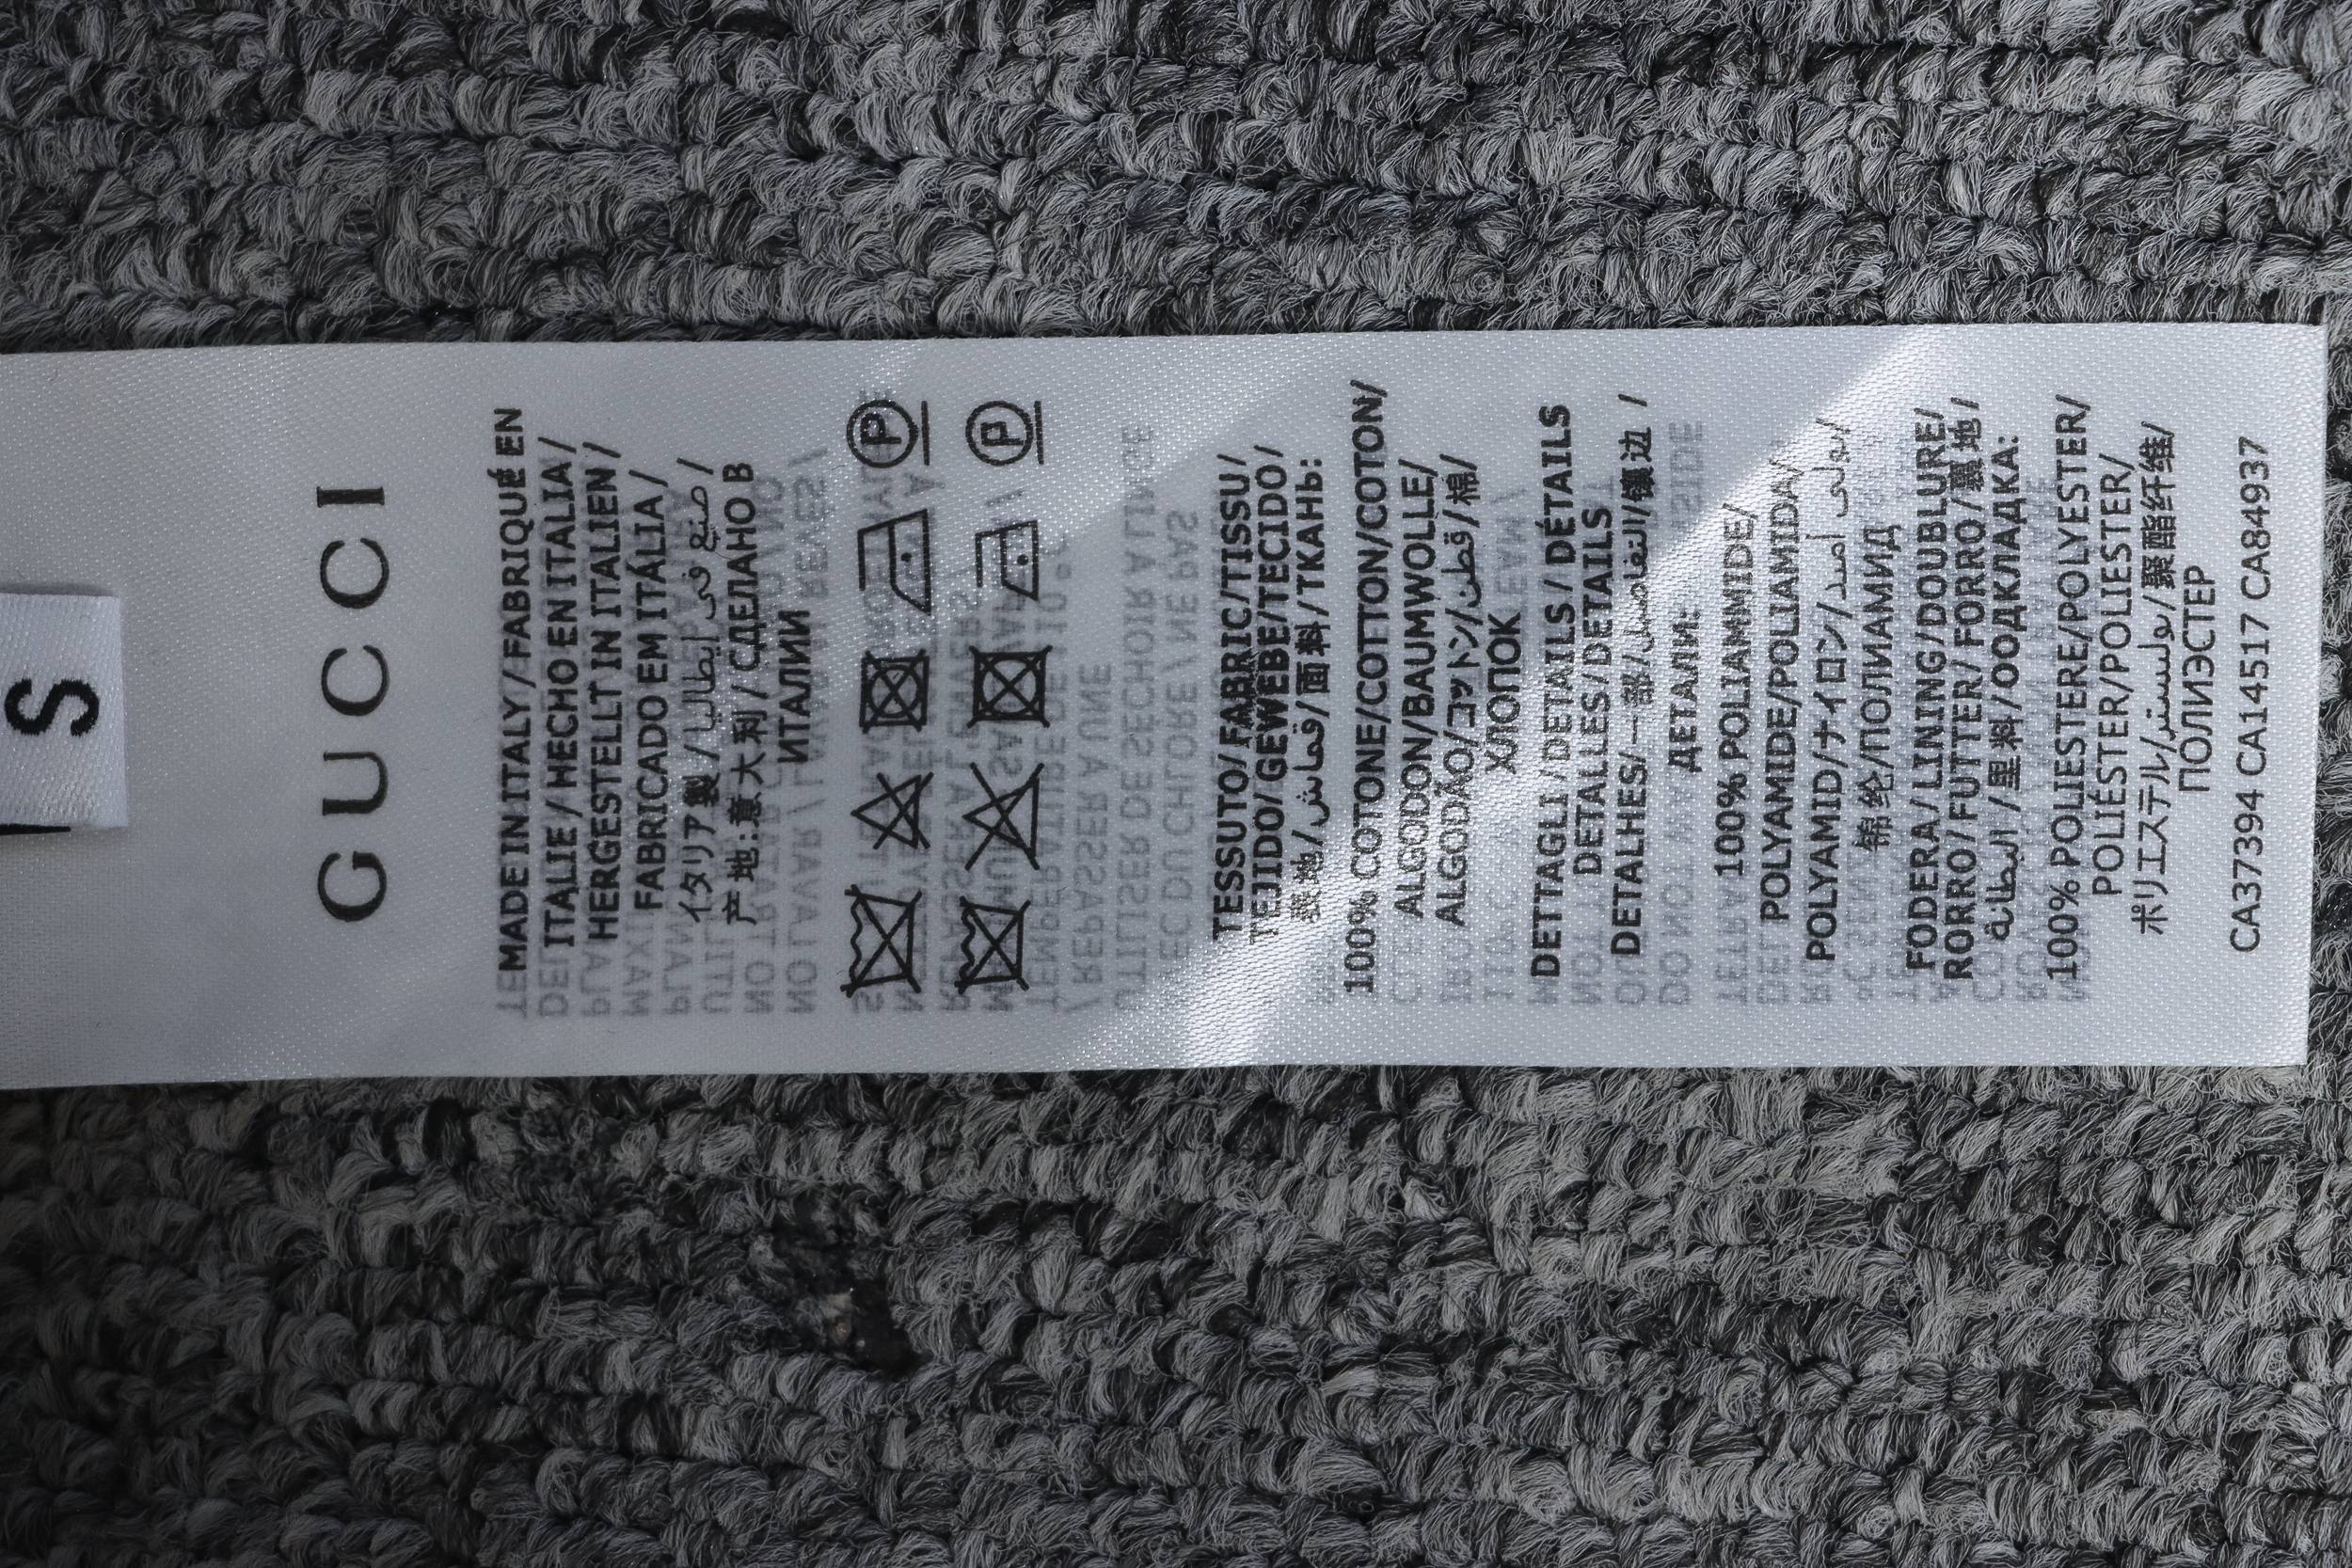 S
GUCCI
MADE IN ITALY / FABRIQUÉ EN
ITALIE / HECHO EN ITALIA /
HERGESTELLT IN ITALIEN /
FABRICADO EM ITÁLIA /
イタリア製 / صنع في إيطاليا /
产地:意大利 / СДЕЛАНО В
ИТАЛИИ
P
P
TESSUTO/FABRIC/TISSU/
TEJIDO/GEWEBE/TECIDO/
表地/قماش/面料/ТКАНЬ:
100% COTONE/COTTON/COTON/
ALGODON/BAUMWOLLE/
ALGODÃO/コットン/قطن/棉/
ХЛОПОК
DETTAGLI / DETAILS / DÉTAILS
DETALLES/DETAILS
DETALHES/一部/التفاصيل/镶边 /
ДЕТАЛИ:
100% POLIAMMIDE/
POLYAMIDE/POLIAMIDA/
POLYAMID/ナイロン/بولي أميد/
锦纶/ПОЛИАМИД
FODERA/LINING/DOUBLURE/
RORRO/FUTTER/FORRO/裏地/
البطانة/里料/ООДКЛАДКА:
100% POLIESTERE/POLYESTER/
POLIÉSTER/POLIESTER/
ポリエステル/بوليستر/聚酯纤维/
ПОЛИЭСТЕР
CA37394 CA14517 CA84937